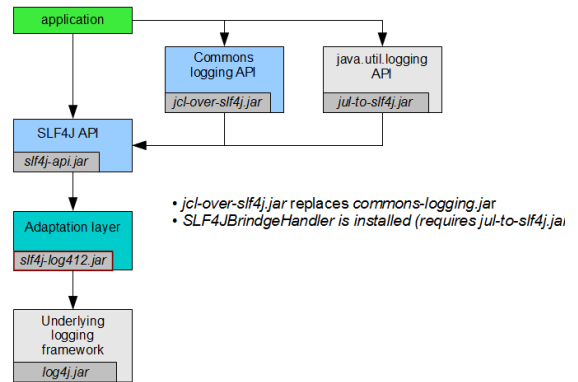 application
Commons
logging API
jcl-over-slf4j.jar
java.util.logging
API
jul-to-slf4j.jar
SLF4J API
slf4j-api.jar
• jcl-over-slf4j.jar replaces commons-logging.jar
• SLF4JBrindgeHandler is installed (requires jul-to-slf4j.jar
Adaptation layer
slf4j-log412.jar
Underlying
logging
framework
log4j.jar